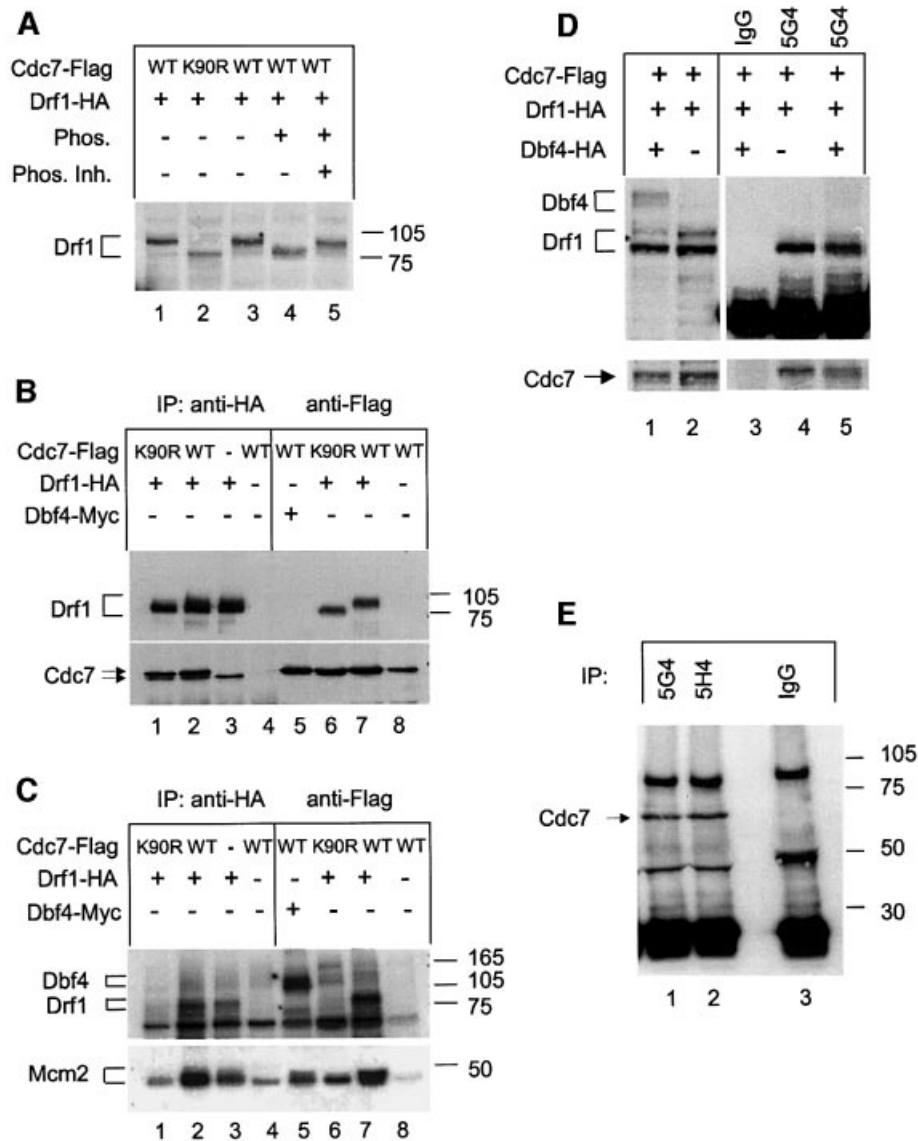 A
Cdc7-Flag WT K90R WT WT WT
Drf1-HA + + + + +
Phos. - - - + +
Phos. Inh. - - - - +
Drf1
105
75
1 2 3 4 5
B
IP: anti-HA anti-Flag
Cdc7-Flag K90R WT - WT WT K90R WT WT
Drf1-HA + + + - - + + -
Dbf4-Myc - - - - + - - -
Drf1
105
75
Cdc7
1 2 3 4 5 6 7 8
C
IP: anti-HA anti-Flag
Cdc7-Flag K90R WT - WT WT K90R WT WT
Drf1-HA + + + - - + + -
Dbf4-Myc - - - - + - - -
Dbf4
Drf1
165
105
75
Mcm2
50
1 2 3 4 5 6 7 8
D
IgG 5G4 5G4
Cdc7-Flag + + + + +
Drf1-HA + + + + +
Dbf4-HA + - + - +
Dbf4
Drf1
Cdc7
1 2 3 4 5
E
IP: 5G4 5H4 IgG
Cdc7
105
75
50
30
1 2 3